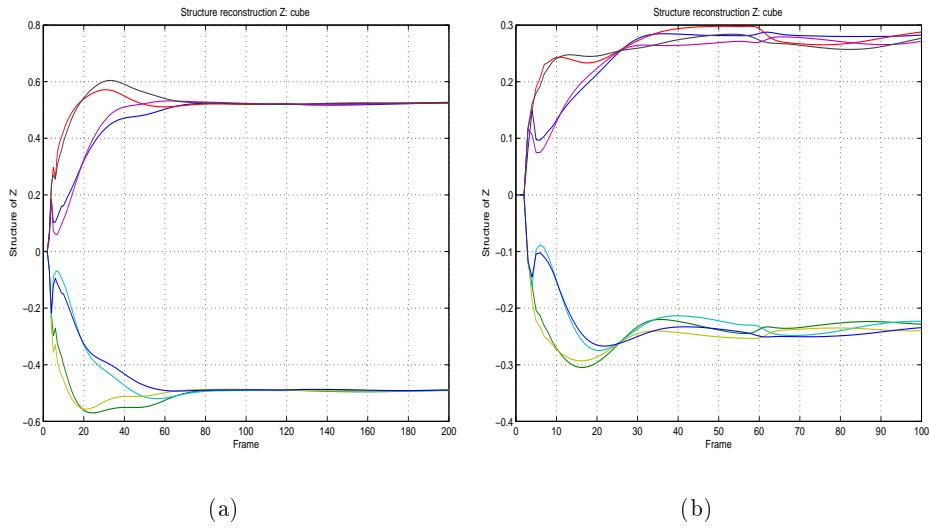 Structure reconstruction Z: cube
0.8
0.6
0.4
0.2
0
−0.2
−0.4
−0.6
Structure of Z
0 20 40 60 80 100 120 140 160 180 200
Frame
(a)
Structure reconstruction Z: cube
0.3
0.2
0.1
0
−0.1
−0.2
−0.3
−0.4
Structure of Z
0 10 20 30 40 50 60 70 80 90 100
Frame
(b)